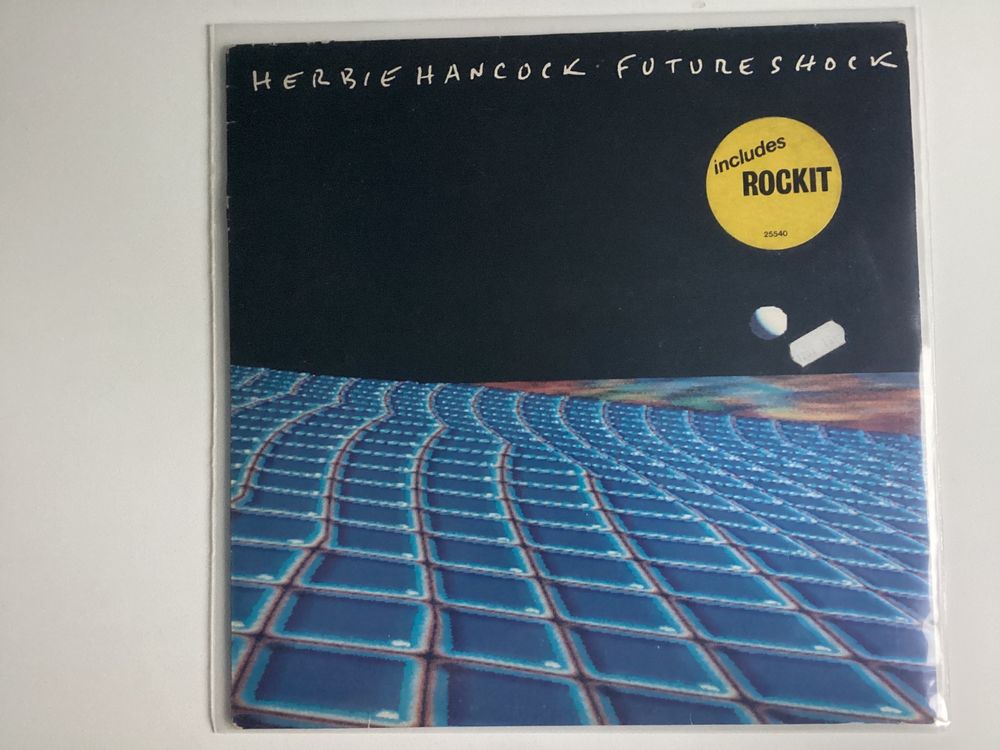 HERBIE HANCOCK FUTURE SHOCK
includes
ROCKIT
25540